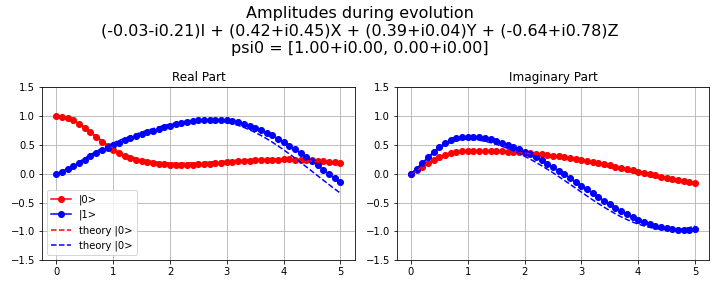 Amplitudes during evolution
(-0.03-i0.21)I + (0.42+i0.45)X + (0.39+i0.04)Y + (-0.64+i0.78)Z
psi0 = [1.00+i0.00, 0.00+i0.00]
Real Part
1.5
1.0
0.5
0.0
−0.5
−1.0
−1.5
|0>
|1>
theory |0>
theory |0>
0 1 2 3 4 5
Imaginary Part
1.5
1.0
0.5
0.0
−0.5
−1.0
−1.5
0 1 2 3 4 5